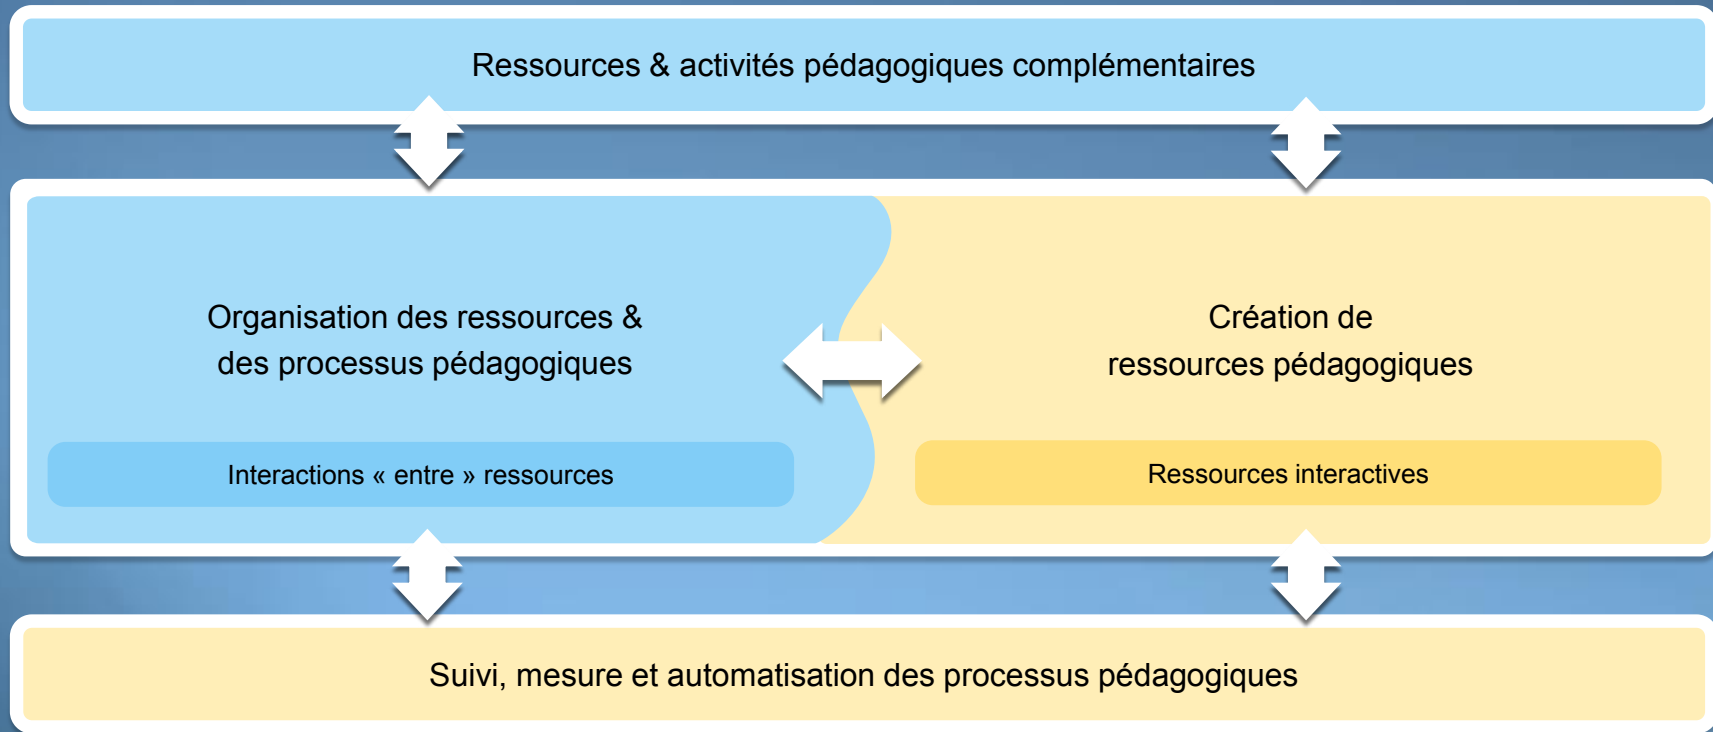 Ressources & activités pédagogiques complémentaires
Organisation des ressources &
des processus pédagogiques
Interactions « entre » ressources
Création de
ressources pédagogiques
Ressources interactives
Suivi, mesure et automatisation des processus pédagogiques